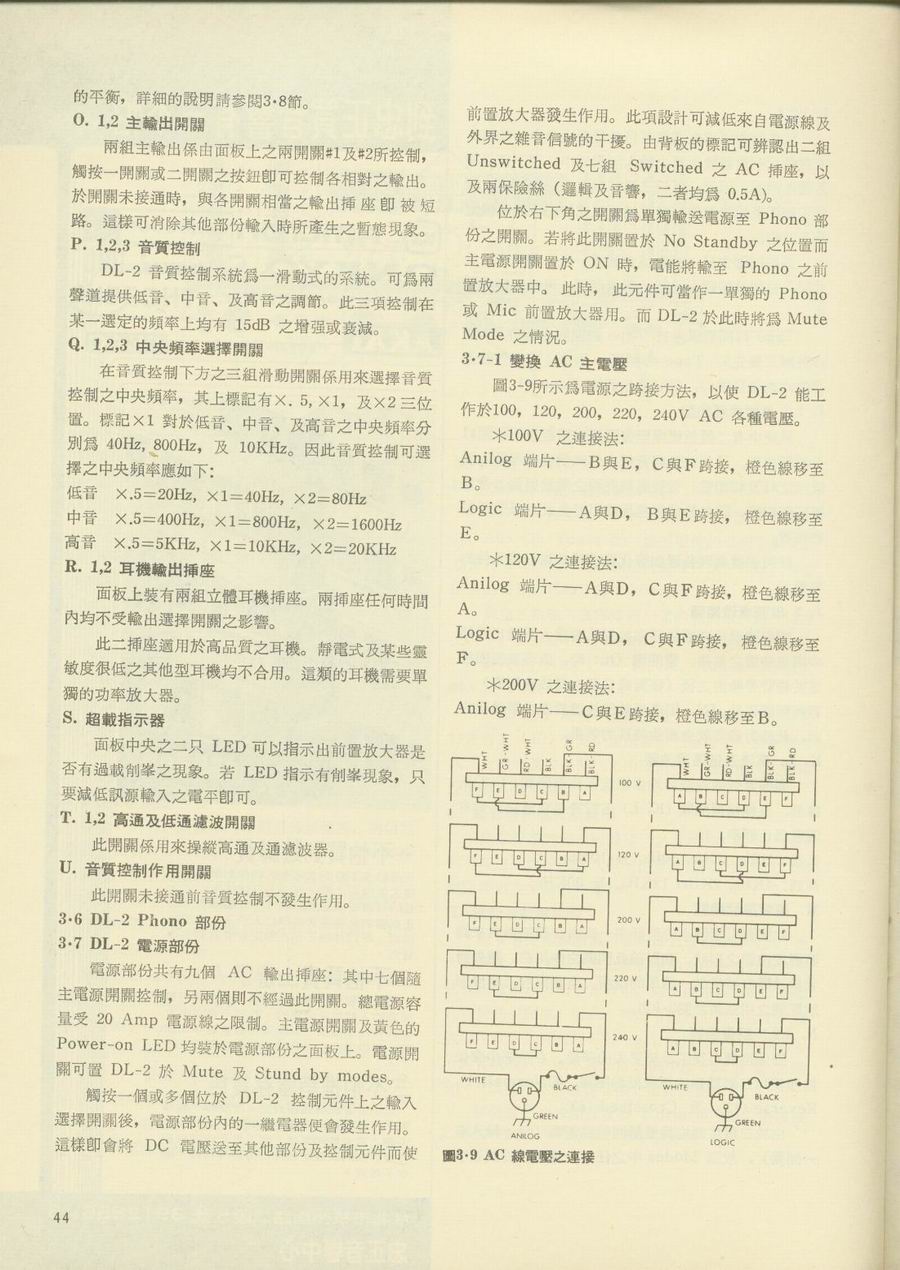 的平衡，詳細的說明請參閱3·8節。
O. 1,2 主輸出開關
兩組主輸出係由面板上之兩開關#1及#2所控制，
觸按一開關或二開關之按鈕卽可控制各相對之輸出。
於開關未接通時，與各開關相當之輸出揷座卽被短
路。這樣可消除其他部份輸入時所產生之暫態現象。
P. 1,2,3 音質控制
DL-2 音質控制系統爲一滑動式的系統。可爲兩
聲道提供低音、中音、及高音之調節。此三項控制在
某一選定的頻率上均有 15dB 之增强或衰減。
Q. 1,2,3 中央頻率選擇開關
在音質控制下方之三組滑動開關係用來選擇音質
控制之中央頻率，其上標記有×. 5, ×1，及×2 三位
置。標記×1 對於低音、中音、及高音之中央頻率分
別爲 40Hz, 800Hz，及 10KHz。因此音質控制可選
擇之中央頻率應如下：
低音 ×.5=20Hz, ×1=40Hz, ×2=80Hz
中音 ×.5=400Hz, ×1=800Hz, ×2=1600Hz
高音 ×.5=5KHz, ×1=10KHz, ×2=20KHz
R. 1,2 耳機輸出揷座
面板上裝有兩組立體耳機揷座。兩揷座任何時間
內均不受輸出選擇開關之影響。
此二揷座適用於高品質之耳機。靜電式及某些靈
敏度很低之其他型耳機均不合用。這類的耳機需要單
獨的功率放大器。
S. 超載指示器
面板中央之二只 LED 可以指示出前置放大器是
否有過載削峯之現象。若 LED 指示有削峯現象，只
要減低訊源輸入之電平卽可。
T. 1,2 高通及低通濾波開關
此開關係用來操縱高通及通濾波器。
U. 音質控制作用開關
此開關未接通前音質控制不發生作用。
3·6 DL-2 Phono 部份
3·7 DL-2 電源部份
電源部份共有九個 AC 輸出揷座：其中七個隨
主電源開關控制，另兩個則不經過此開關。總電源容
量受 20 Amp 電源線之限制。主電源開關及黃色的
Power-on LED 均裝於電源部份之面板上。電源開
關可置 DL-2 於 Mute 及 Stund by modes。
觸按一個或多個位於 DL-2 控制元件上之輸入
選擇開關後，電源部份內的一繼電器便會發生作用。
這樣卽會將 DC 電壓送至其他部份及控制元件而使
44
前置放大器發生作用。此項設計可減低來自電源線及
外界之雜音信號的干擾。由背板的標記可辨認出二組
Unswitched 及七組 Switched 之 AC 揷座，以
及兩保險絲（邏輯及音響，二者均爲 0.5A)。
位於右下角之開關爲單獨輸送電源至 Phono 部
份之開關。若將此開關置於 No Standby 之位置而
主電源開關置於 ON 時，電能將輸至 Phono 之前
置放大器中。此時，此元件可當作一單獨的 Phono
或 Mic 前置放大器用。而 DL-2 於此時將爲 Mute
Mode 之情況。
3·7-1 變換 AC 主電壓
圖3-9所示爲電源之跨接方法，以使 DL-2 能工
作於100, 120, 200, 220, 240V AC 各種電壓。
＊100V 之連接法：
Anilog 端片——B與E，C與F跨接，橙色線移至
B。
Logic 端片——A與D，B與E跨接，橙色線移至
E。
＊120V 之連接法：
Anilog 端片——A與D，C與F跨接，橙色線移至
A。
Logic 端片——A與D，C與F跨接，橙色線移至
F。
＊200V 之連接法：
Anilog 端片——C與E跨接，橙色線移至B。
WHT GR-WHT RD-WHT BLK BLK-GR BLK-RD
WHT GR-WHT RD-WHT BLK BLK-GR BLK-RD
F E D C B A
100 V
A B C D E F
F E D C B A
120 V
A B C D E F
F E D C B A
200 V
A B C D E F
F E D C B A
220 V
A B C D E F
F E D C B A
240 V
A B C D E F
WHITE BLACK
WHITE BLACK
GREEN
GREEN
ANILOG
LOGIC
圖3·9 AC 線電壓之連接